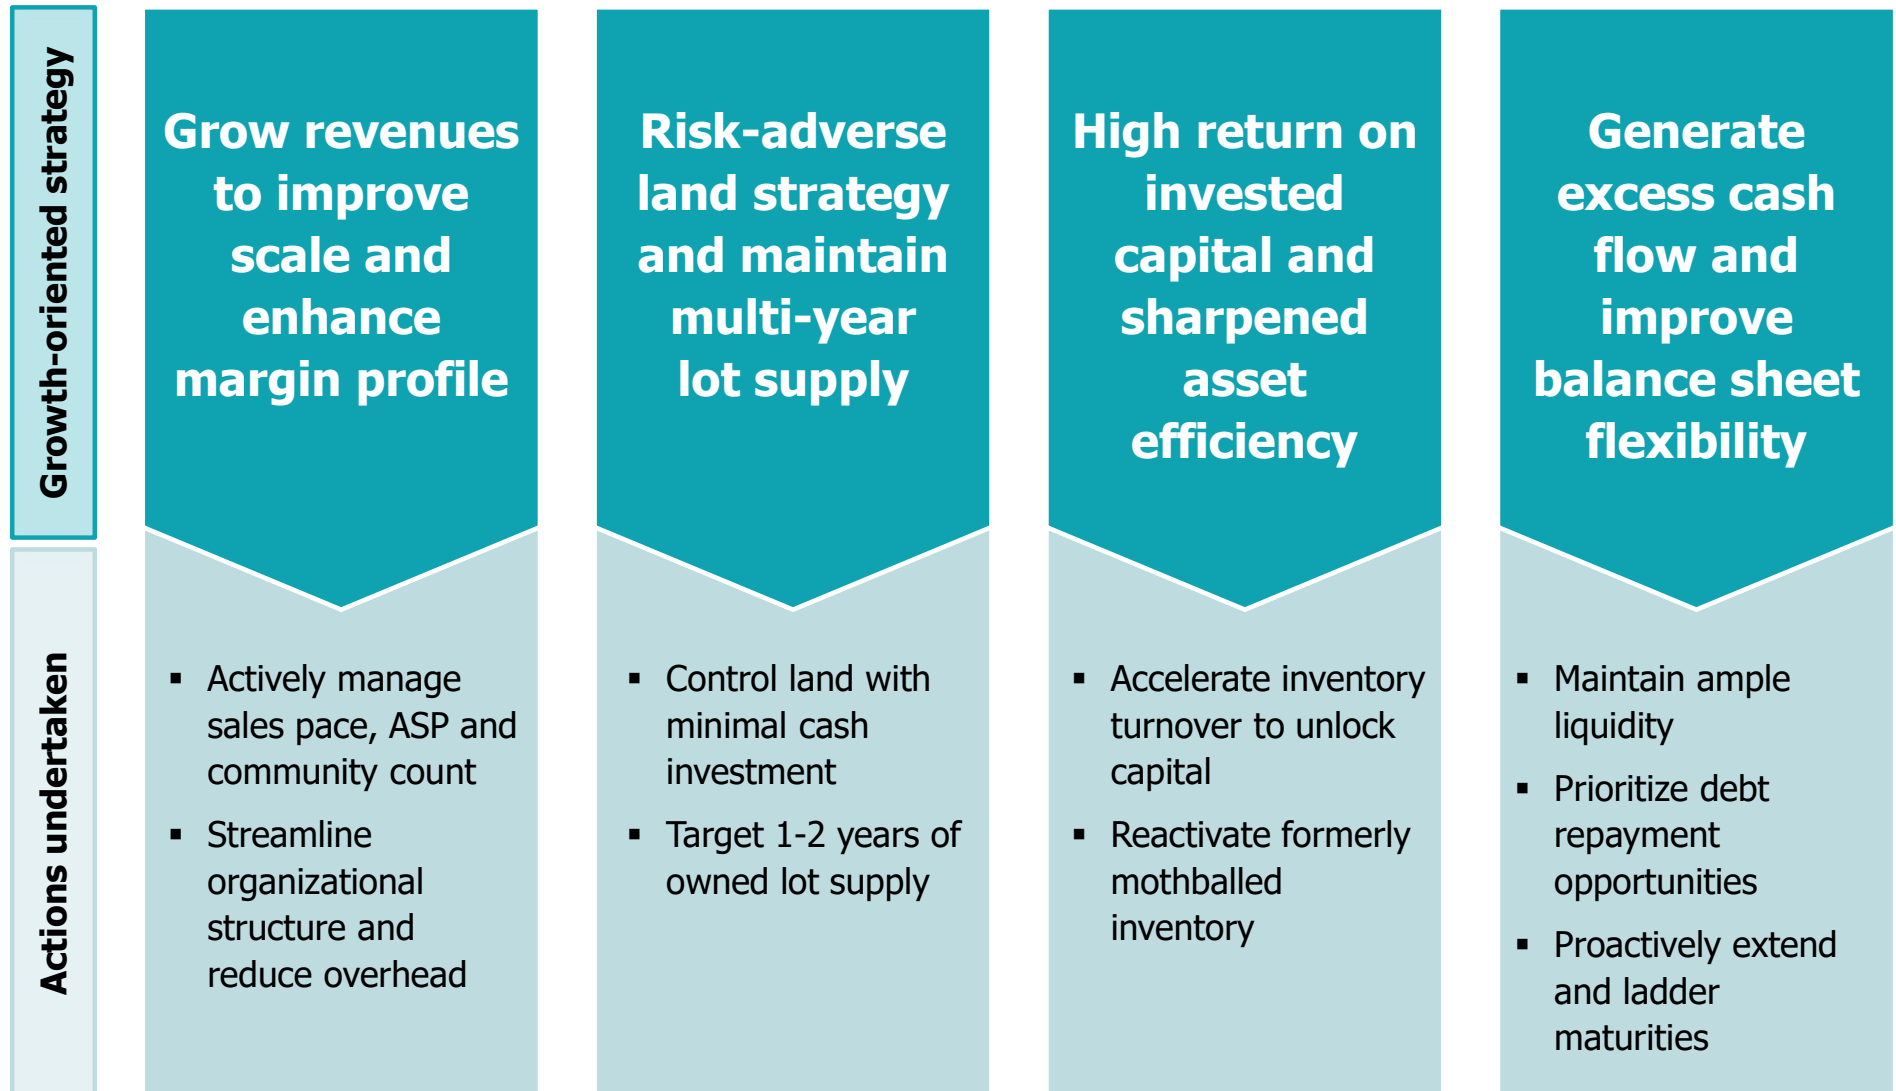 Growth-oriented strategy
Grow revenues
to improve
scale and
enhance
margin profile
Risk-adverse
land strategy
and maintain
multi-year
lot supply
High return on
invested
capital and
sharpened
asset
efficiency
Generate
excess cash
flow and
improve
balance sheet
flexibility
Actions undertaken
▪ Actively manage
sales pace, ASP and
community count
▪ Streamline
organizational
structure and
reduce overhead
▪ Control land with
minimal cash
investment
▪ Target 1-2 years of
owned lot supply
▪ Accelerate inventory
turnover to unlock
capital
▪ Reactivate formerly
mothballed
inventory
▪ Maintain ample
liquidity
▪ Prioritize debt
repayment
opportunities
▪ Proactively extend
and ladder
maturities